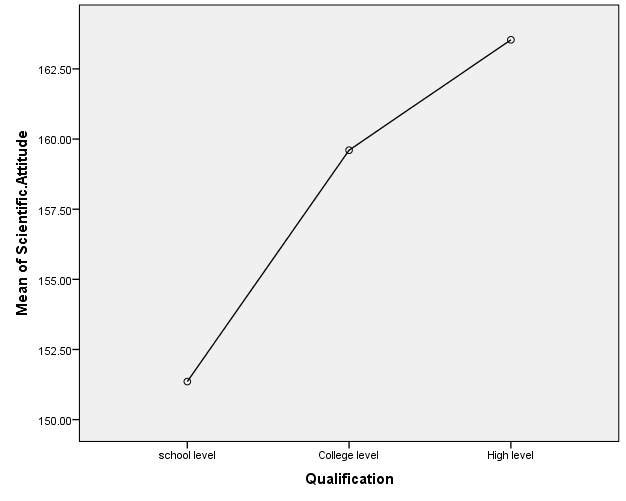 Mean of Scientific.Attitude
162.50
160.00
157.50
155.00
152.50
150.00
school level
College level
High level
Qualification